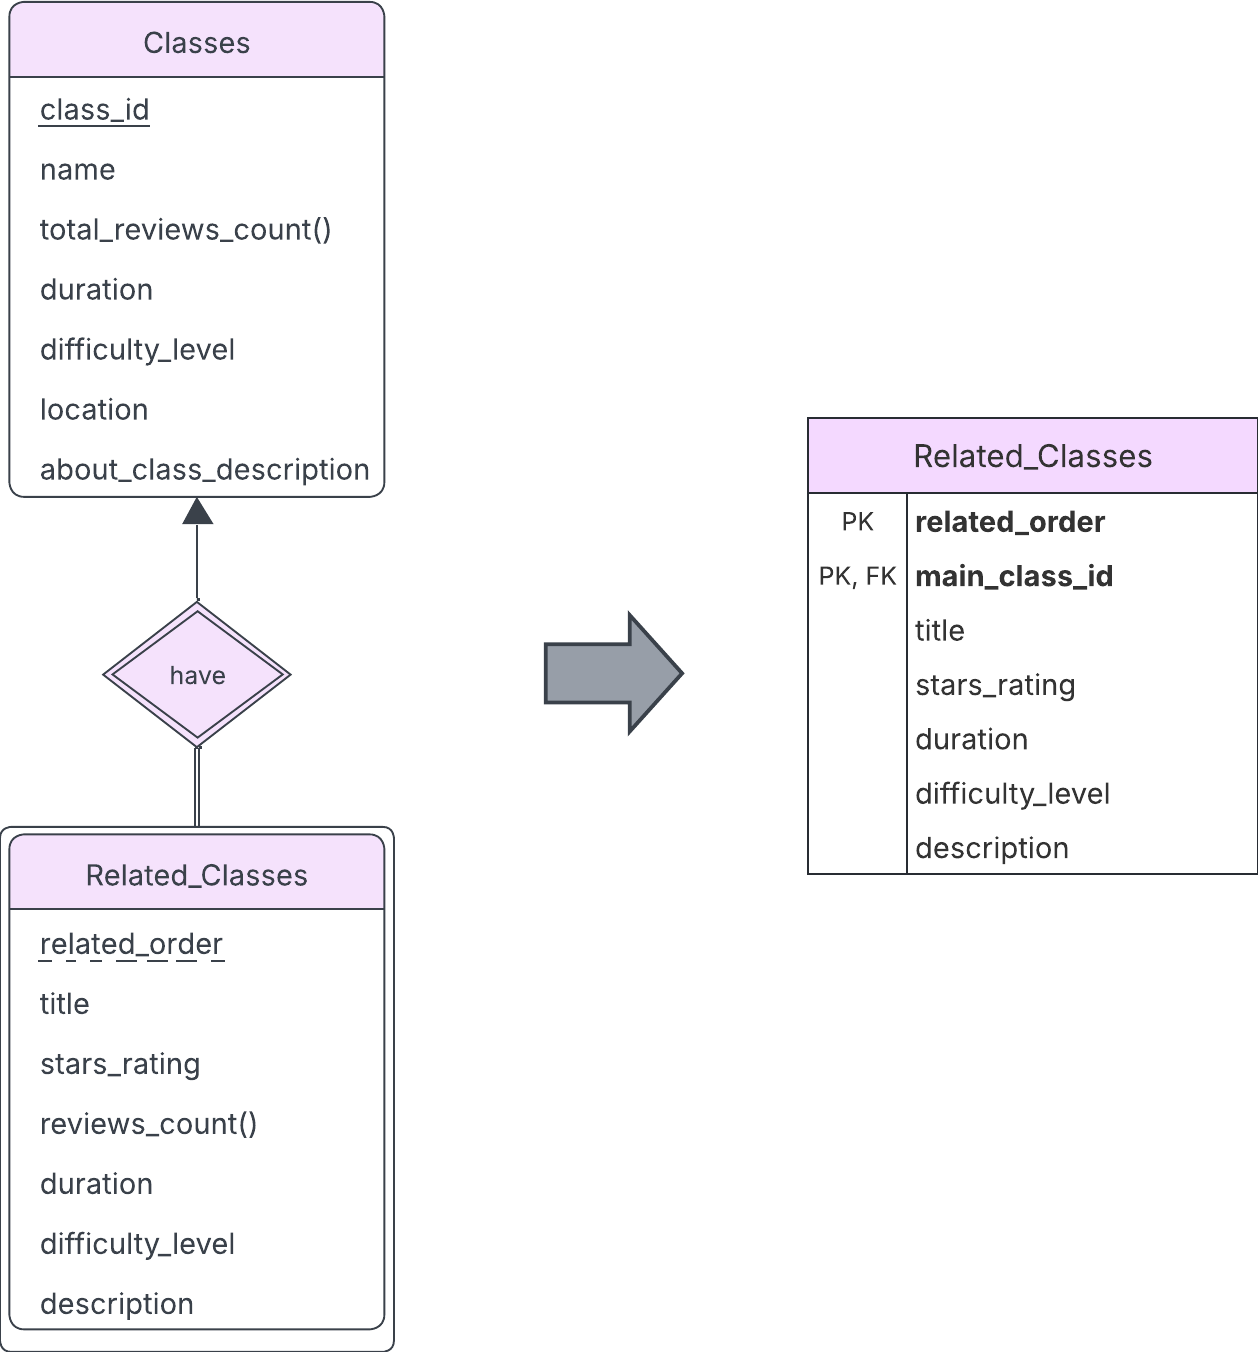 Classes
class_id
name
total_reviews_count()
duration
difficulty_level
location
about_class_description
have
Related_Classes
related_order
title
stars_rating
reviews_count()
duration
difficulty_level
description
Related_Classes
PK related_order
PK, FK main_class_id
title
stars_rating
duration
difficulty_level
description